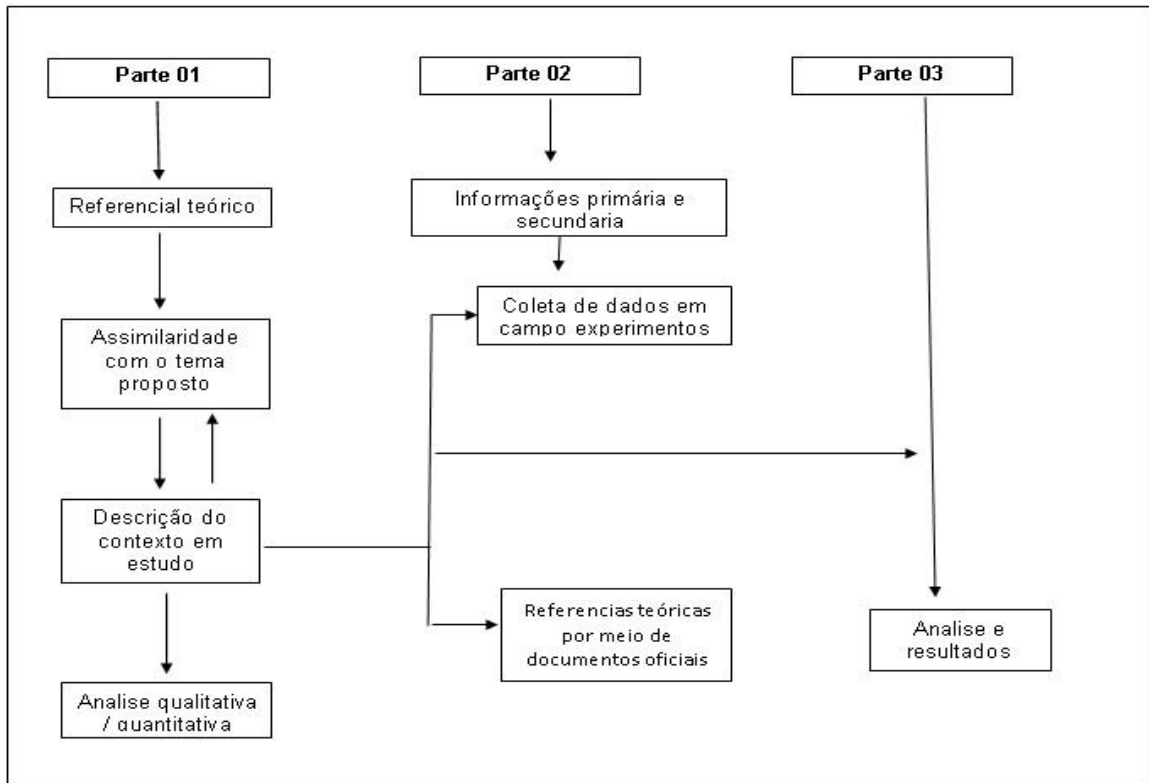 Parte 01
Referencial teórico
Assimilaridade
com o tema
proposto
Descrição do
contexto em
estudo
Analise qualitativa
/ quantitativa
Parte 02
Informações primária e
secundaria
Coleta de dados em
campo experimentos
Referencias teóricas
por meio de
documentos oficiais
Parte 03
Analise e
resultados